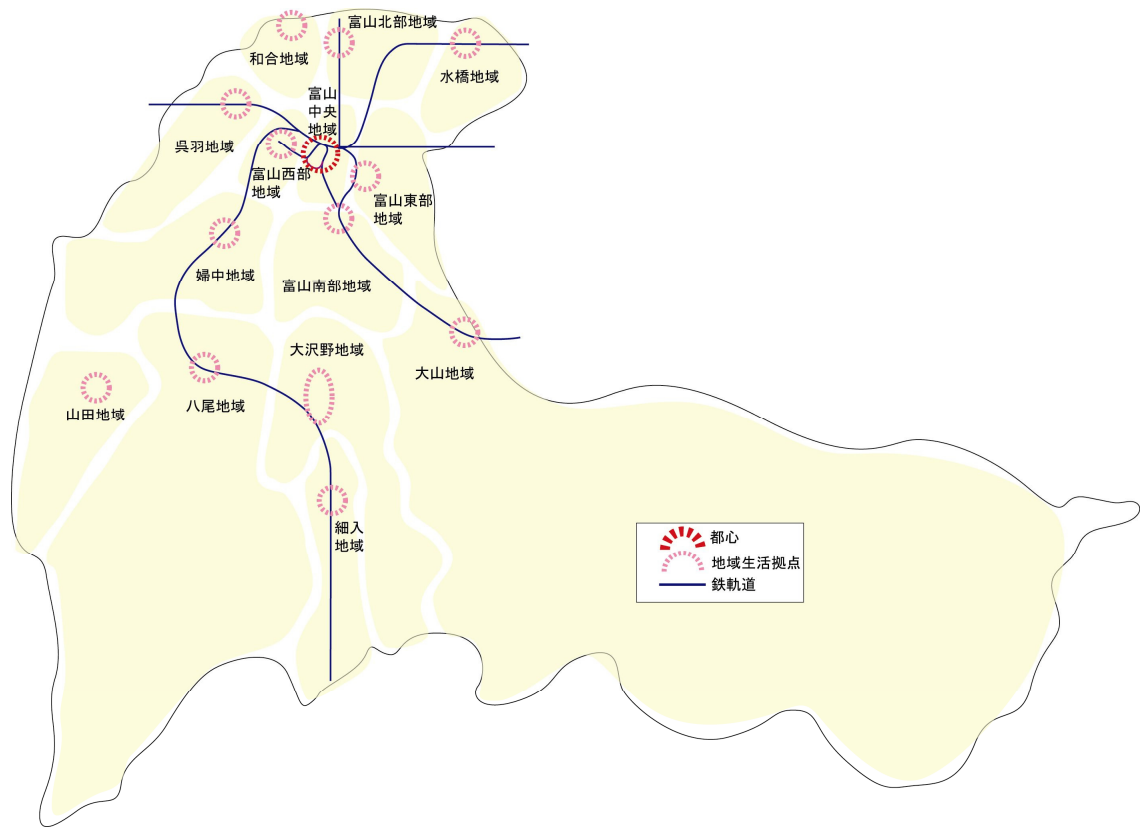 富山北部地域
和合地域
水橋地域
富山
中央
地域
呉羽地域
富山西部
地域
富山東部
地域
婦中地域
富山南部地域
大沢野地域
大山地域
山田地域
八尾地域
細入
地域
都心
地域生活拠点
鉄軌道